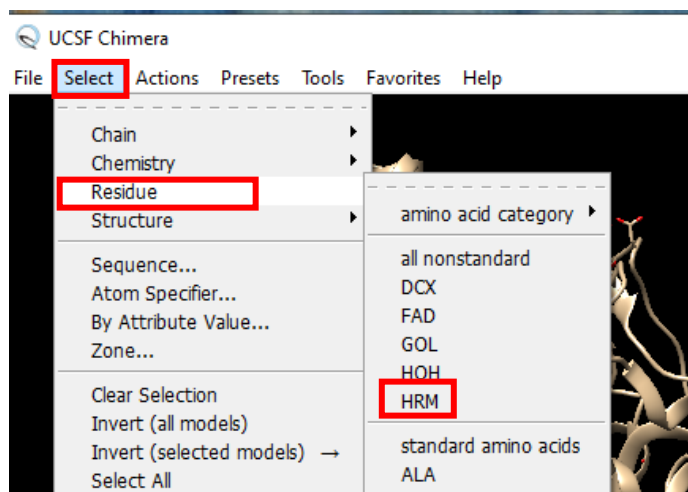 UCSF Chimera
File Select Actions Presets Tools Favorites Help
Chain
Chemistry
Residue
Structure
Sequence...
Atom Specifier...
By Attribute Value...
Zone...
Clear Selection
Invert (all models)
Invert (selected models) →
Select All
amino acid category
all nonstandard
DCX
FAD
GOL
HOH
HRM
standard amino acids
ALA